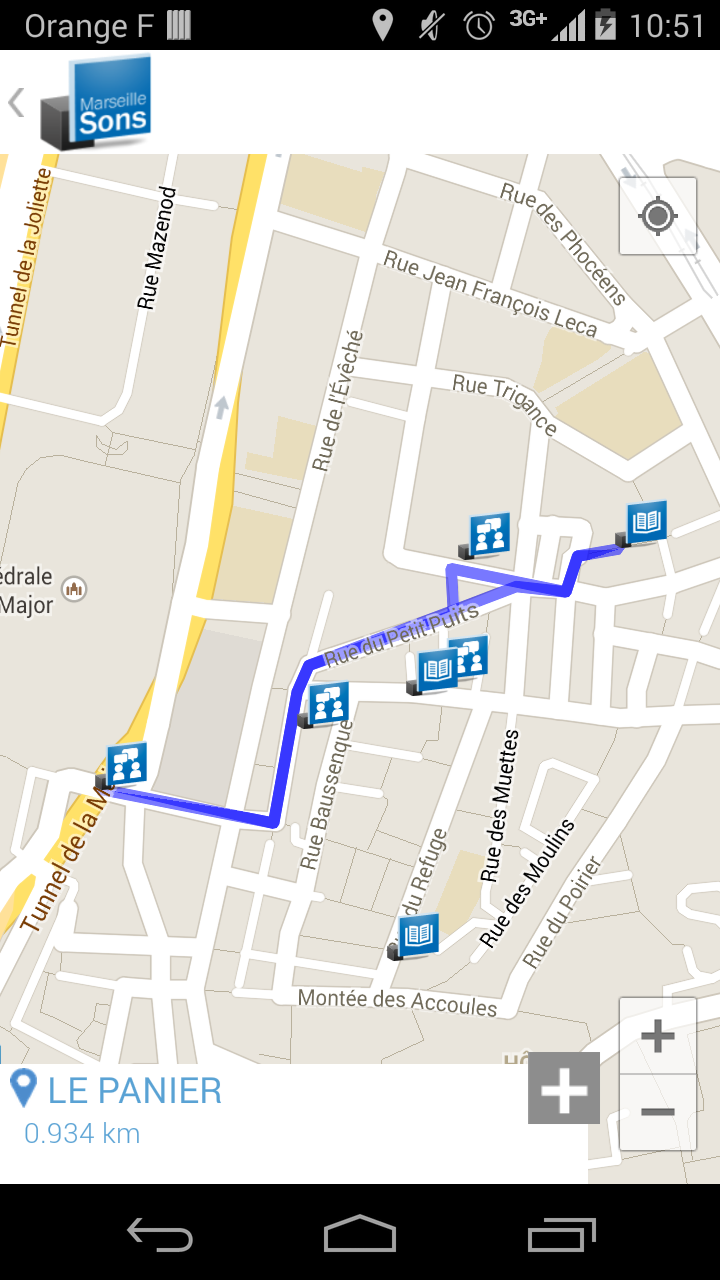 Orange F
3G+
10:51
Marseille
Sons
Tunnel de la Joliette
Rue Mazenod
Rue des Phocéens
Rue Jean François Leca
Rue de l'Évêché
Rue Trigance
édrale
Major
Rue du Petit Puits
Rue Baussenque
Rue des Muettes
Tunnel de la M
du Refuge
Rue des Moulins
Rue du Poirier
Montée des Accoules
LE PANIER
0.934 km